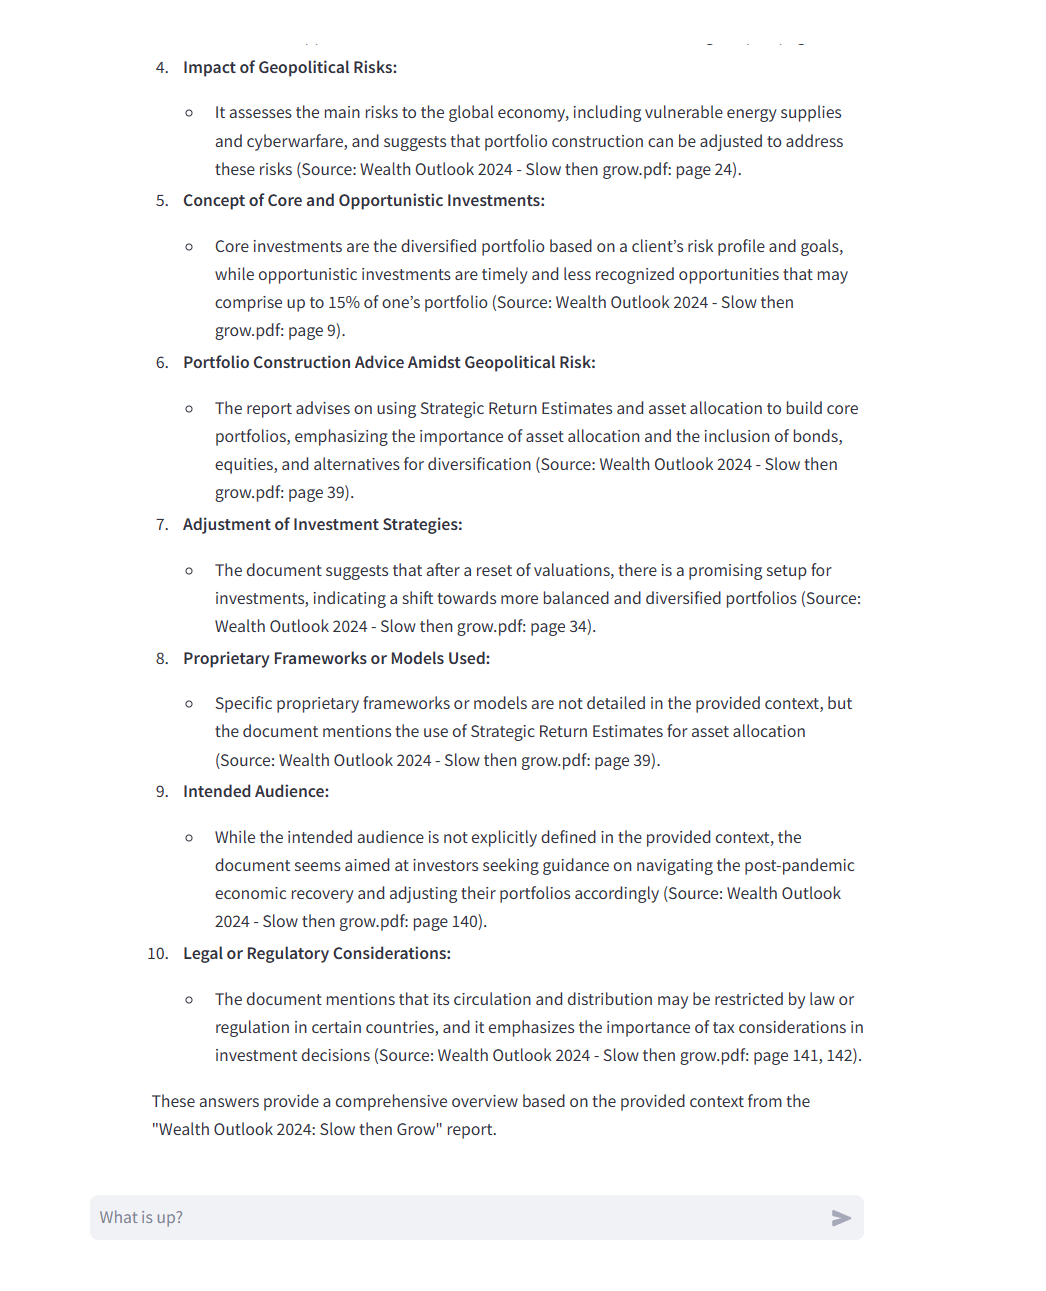 4. Impact of Geopolitical Risks:
○ It assesses the main risks to the global economy, including vulnerable energy supplies
and cyberwarfare, and suggests that portfolio construction can be adjusted to address
these risks (Source: Wealth Outlook 2024 - Slow then grow.pdf: page 24).
5. Concept of Core and Opportunistic Investments:
○ Core investments are the diversified portfolio based on a client’s risk profile and goals,
while opportunistic investments are timely and less recognized opportunities that may
comprise up to 15% of one’s portfolio (Source: Wealth Outlook 2024 - Slow then
grow.pdf: page 9).
6. Portfolio Construction Advice Amidst Geopolitical Risk:
○ The report advises on using Strategic Return Estimates and asset allocation to build core
portfolios, emphasizing the importance of asset allocation and the inclusion of bonds,
equities, and alternatives for diversification (Source: Wealth Outlook 2024 - Slow then
grow.pdf: page 39).
7. Adjustment of Investment Strategies:
○ The document suggests that after a reset of valuations, there is a promising setup for
investments, indicating a shift towards more balanced and diversified portfolios (Source:
Wealth Outlook 2024 - Slow then grow.pdf: page 34).
8. Proprietary Frameworks or Models Used:
○ Specific proprietary frameworks or models are not detailed in the provided context, but
the document mentions the use of Strategic Return Estimates for asset allocation
(Source: Wealth Outlook 2024 - Slow then grow.pdf: page 39).
9. Intended Audience:
○ While the intended audience is not explicitly defined in the provided context, the
document seems aimed at investors seeking guidance on navigating the post-pandemic
economic recovery and adjusting their portfolios accordingly (Source: Wealth Outlook
2024 - Slow then grow.pdf: page 140).
10. Legal or Regulatory Considerations:
○ The document mentions that its circulation and distribution may be restricted by law or
regulation in certain countries, and it emphasizes the importance of tax considerations in
investment decisions (Source: Wealth Outlook 2024 - Slow then grow.pdf: page 141, 142).
These answers provide a comprehensive overview based on the provided context from the
"Wealth Outlook 2024: Slow then Grow" report.
What is up?